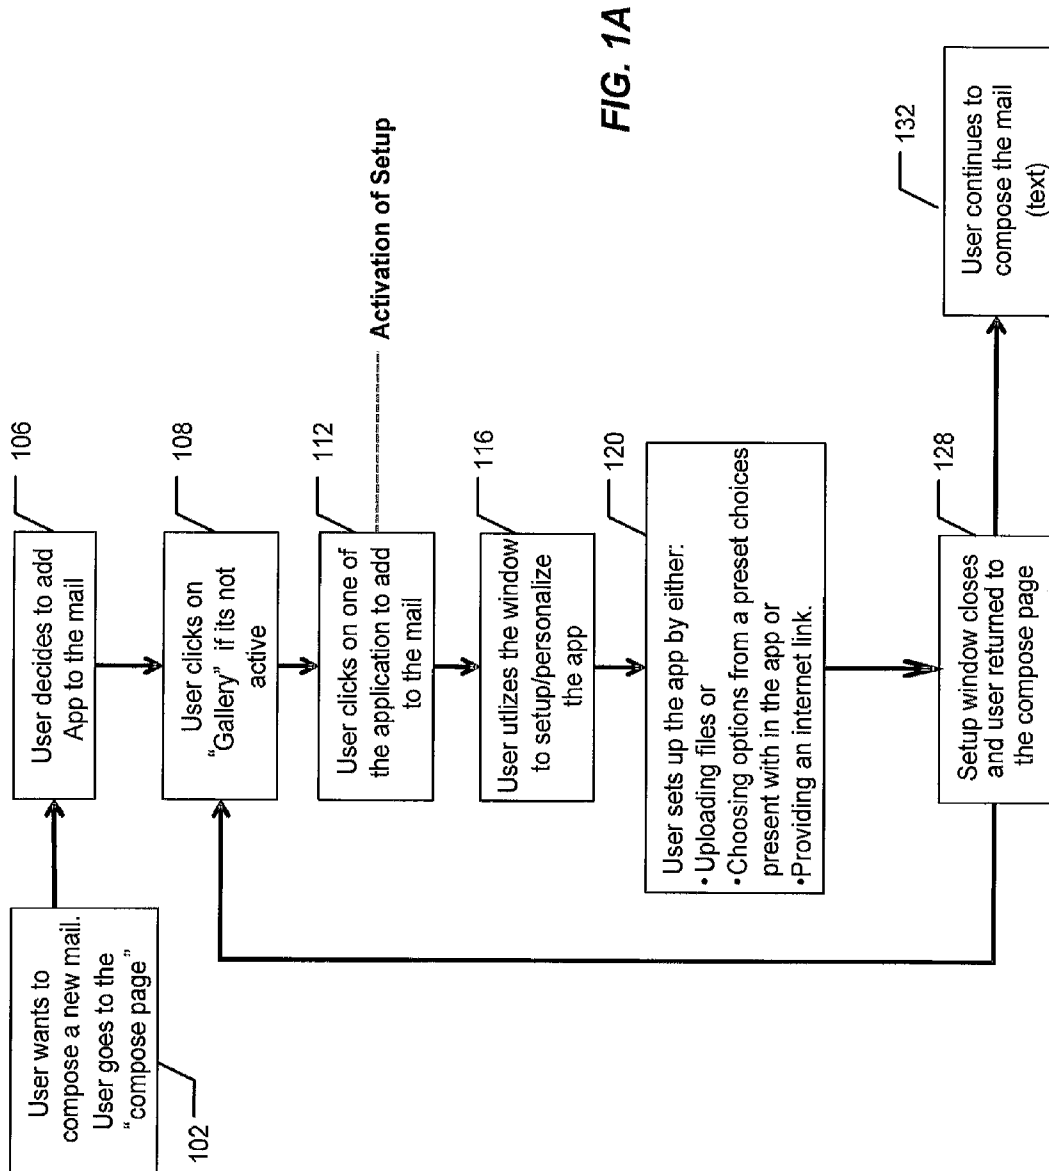 User wants to
compose a new mail.
User goes to the
“compose page”
102
User decides to add
App to the mail
106
User clicks on
“Gallery” if its not
active
108
User clicks on one of
the application to add
to the mail
112
Activation of Setup
User utlizes the window
to setup/personalize
the app
116
User sets up the app by either:
•Uploading files or
•Choosing options from a preset choices
present with in the app or
•Providing an internet link.
120
Setup window closes
and user returned to
the compose page
128
User continues to
compose the mail
(text)
132
FIG. 1A